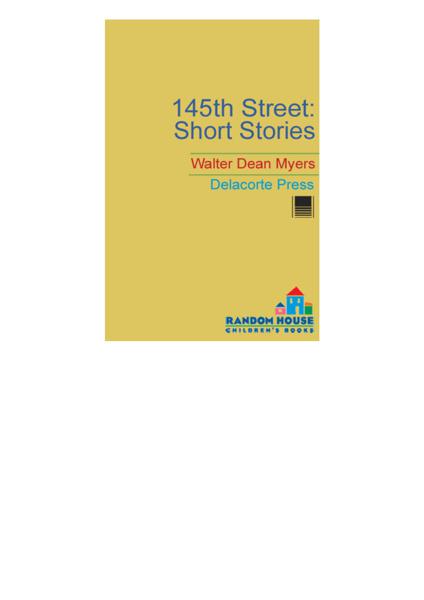 145th Street:
Short Stories
Walter Dean Myers
Delacorte Press
RANDOM HOUSE
CHILDREN'S BOOKS